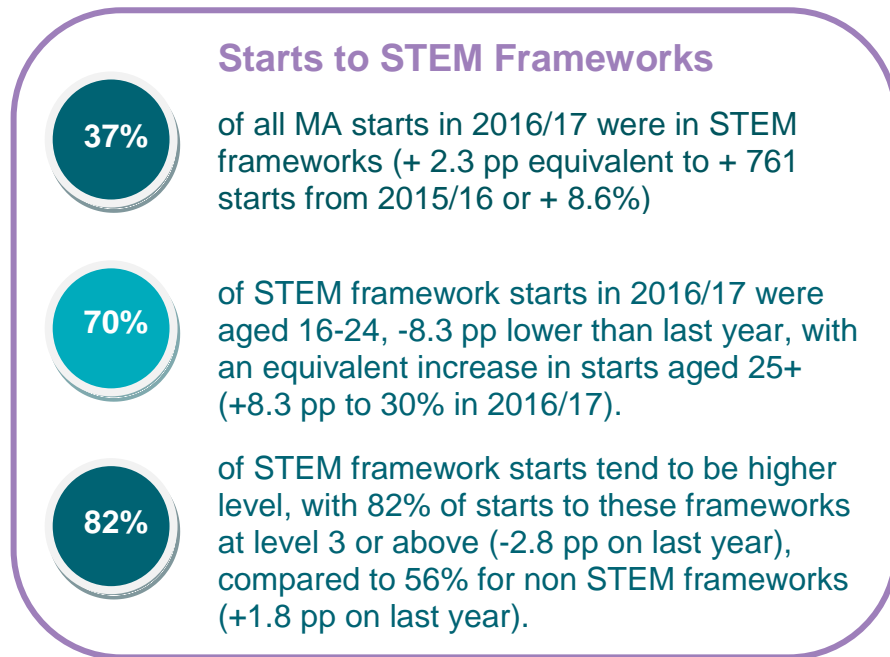 Starts to STEM Frameworks
37%
of all MA starts in 2016/17 were in STEM
frameworks (+ 2.3 pp equivalent to + 761
starts from 2015/16 or + 8.6%)
70%
of STEM framework starts in 2016/17 were
aged 16-24, -8.3 pp lower than last year, with
an equivalent increase in starts aged 25+
(+8.3 pp to 30% in 2016/17).
82%
of STEM framework starts tend to be higher
level, with 82% of starts to these frameworks
at level 3 or above (-2.8 pp on last year),
compared to 56% for non STEM frameworks
(+1.8 pp on last year).